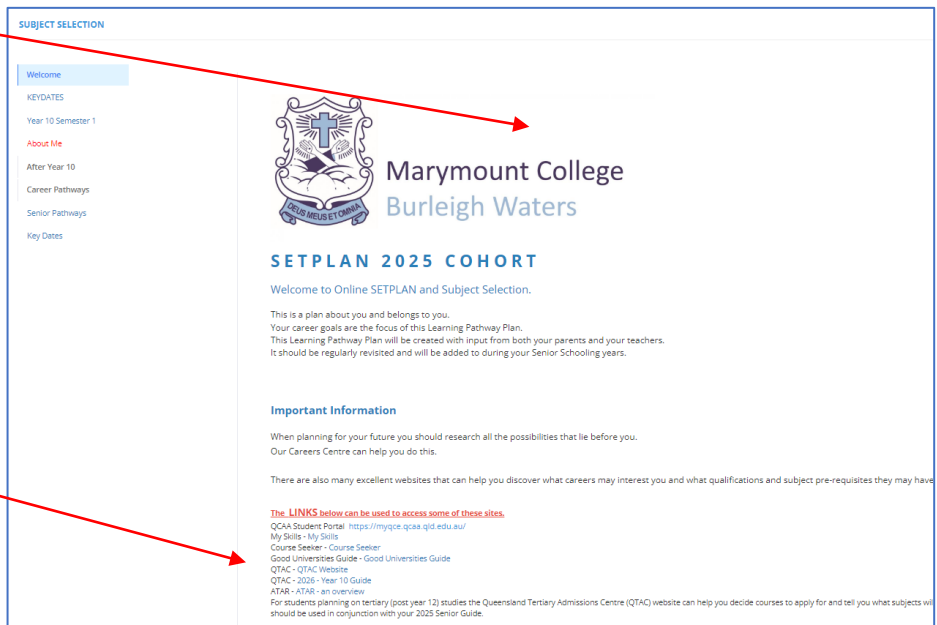 SUBJECT SELECTION
Welcome
KEYDATES
Year 10 Semester 1
About Me
After Year 10
Career Pathways
Senior Pathways
Key Dates
DEUS MEUS ET OMNIA
Marymount College
Burleigh Waters
SETPLAN 2025 COHORT
Welcome to Online SETPLAN and Subject Selection.
This is a plan about you and belongs to you.
Your career goals are the focus of this Learning Pathway Plan.
This Learning Pathway Plan will be created with input from both your parents and your teachers.
It should be regularly revisited and will be added to during your Senior Schooling years.
Important Information
When planning for your future you should research all the possibilities that lie before you.
Our Careers Centre can help you do this.
There are also many excellent websites that can help you discover what careers may interest you and what qualifications and subject pre-requisites they may have
The LINKS below can be used to access some of these sites.
QCAA Student Portal https://myqce.qcaa.qld.edu.au/
My Skills - My Skills
Course Seeker - Course Seeker
Good Universities Guide - Good Universities Guide
QTAC - QTAC Website
QTAC - 2026 - Year 10 Guide
ATAR - ATAR - an overview
For students planning on tertiary (post year 12) studies the Queensland Tertiary Admissions Centre (QTAC) website can help you decide courses to apply for and tell you what subjects wil
should be used in conjunction with your 2025 Senior Guide.